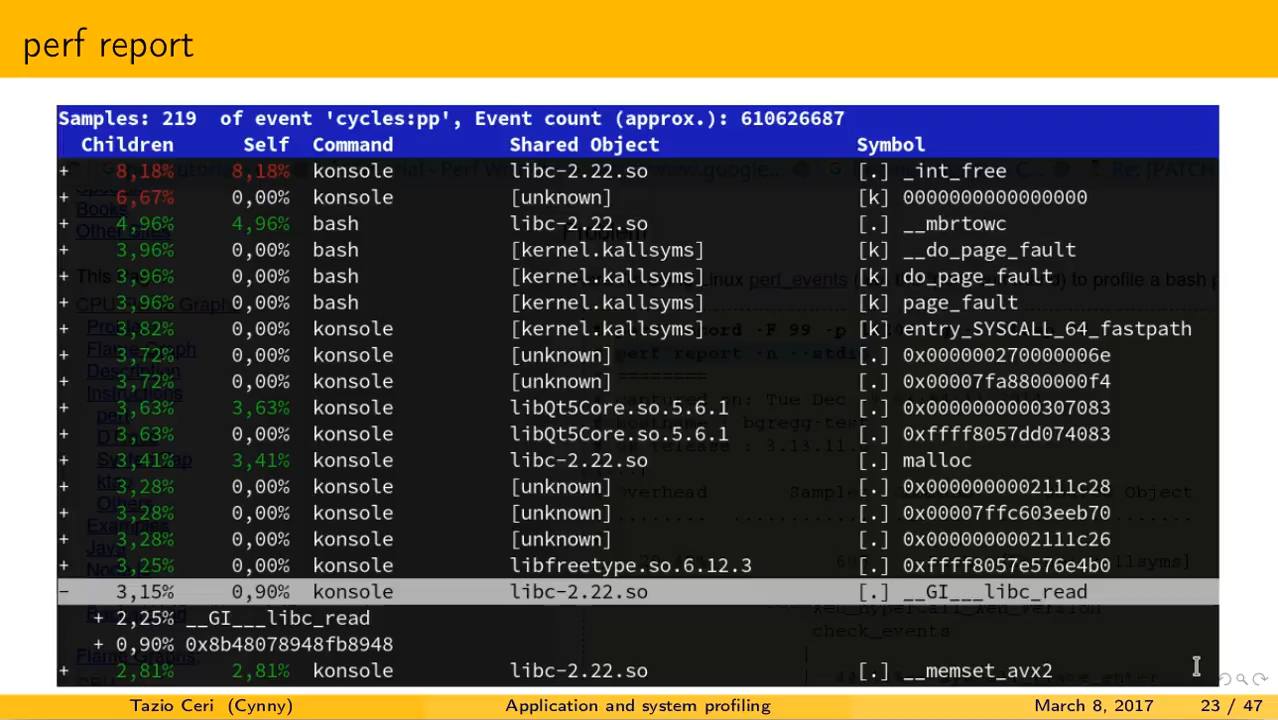 perf report
Samples: 219 of event 'cycles:pp', Event count (approx.): 610626687
Children Self Command Shared Object Symbol
+ 8,18% 8,18% konsole libc-2.22.so [.] _int_free
+ 6,67% 0,00% konsole [unknown] [k] 0000000000000000
+ 4,96% 4,96% bash libc-2.22.so [.] __mbrtowc
+ 3,96% 0,00% bash [kernel.kallsyms] [k] __do_page_fault
+ 3,96% 0,00% bash [kernel.kallsyms] [k] do_page_fault
+ 3,96% 0,00% bash [kernel.kallsyms] [k] page_fault
+ 3,82% 0,00% konsole [kernel.kallsyms] [k] entry_SYSCALL_64_fastpath
+ 3,72% 0,00% konsole [unknown] [.] 0x000000270000006e
+ 3,72% 0,00% konsole [unknown] [.] 0x00007fa8800000f4
+ 3,63% 3,63% konsole libQt5Core.so.5.6.1 [.] 0x0000000000307083
+ 3,63% 0,00% konsole libQt5Core.so.5.6.1 [.] 0xffff8057dd074083
+ 3,41% 3,41% konsole libc-2.22.so [.] malloc
+ 3,28% 0,00% konsole [unknown] [.] 0x0000000002111c28
+ 3,28% 0,00% konsole [unknown] [.] 0x00007ffc603eeb70
+ 3,28% 0,00% konsole [unknown] [.] 0x0000000002111c26
+ 3,25% 0,00% konsole libfreetype.so.6.12.3 [.] 0xffff8057e576e4b0
- 3,15% 0,90% konsole libc-2.22.so [.] __GI___libc_read
+ 2,25% __GI___libc_read
+ 0,90% 0x8b48078948fb8948
+ 2,81% 2,81% konsole libc-2.22.so [.] __memset_avx2
Tazio Ceri (Cynny) Application and system profiling March 8, 2017 23 / 47